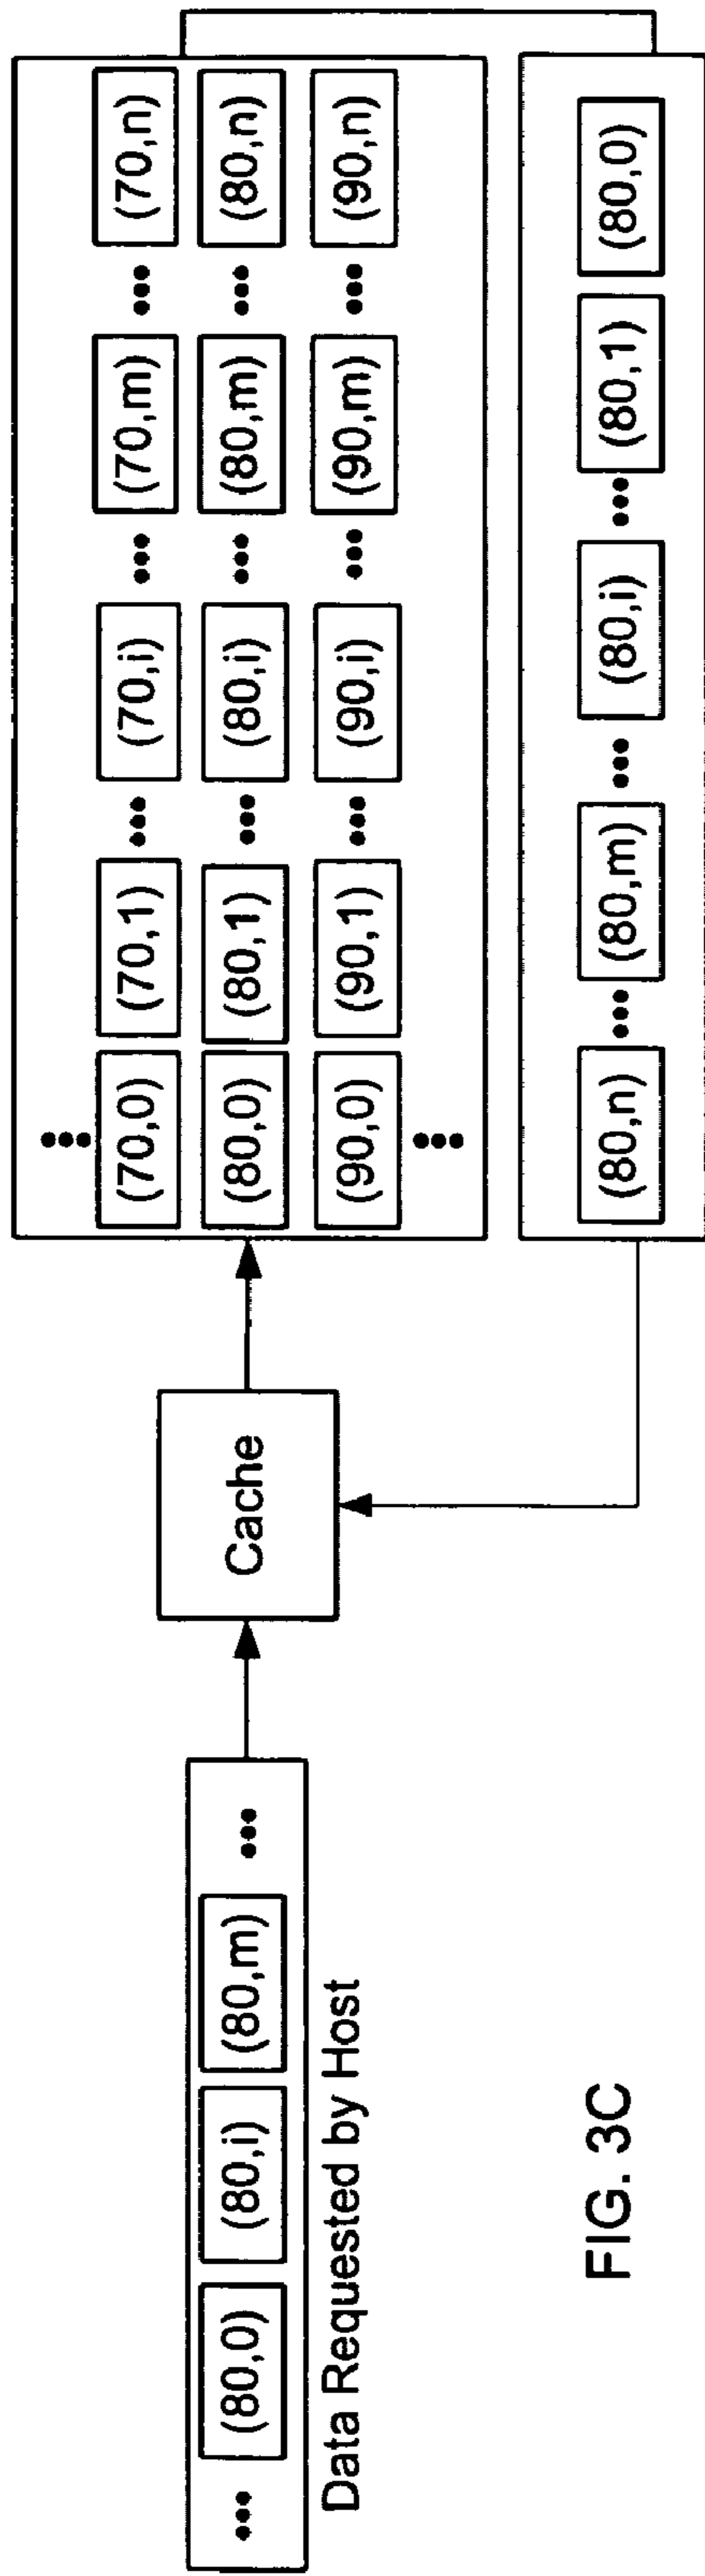 ••• (80,0) (80,i) (80,m) •••
Data Requested by Host
Cache
•••
(70,0) (70,1) ••• (70,i) ••• (70,m) ••• (70,n)
(80,0) (80,1) ••• (80,i) ••• (80,m) ••• (80,n)
(90,0) (90,1) ••• (90,i) ••• (90,m) ••• (90,n)
•••
(80,n) ••• (80,m) ••• (80,i) ••• (80,1) (80,0)
FIG. 3C